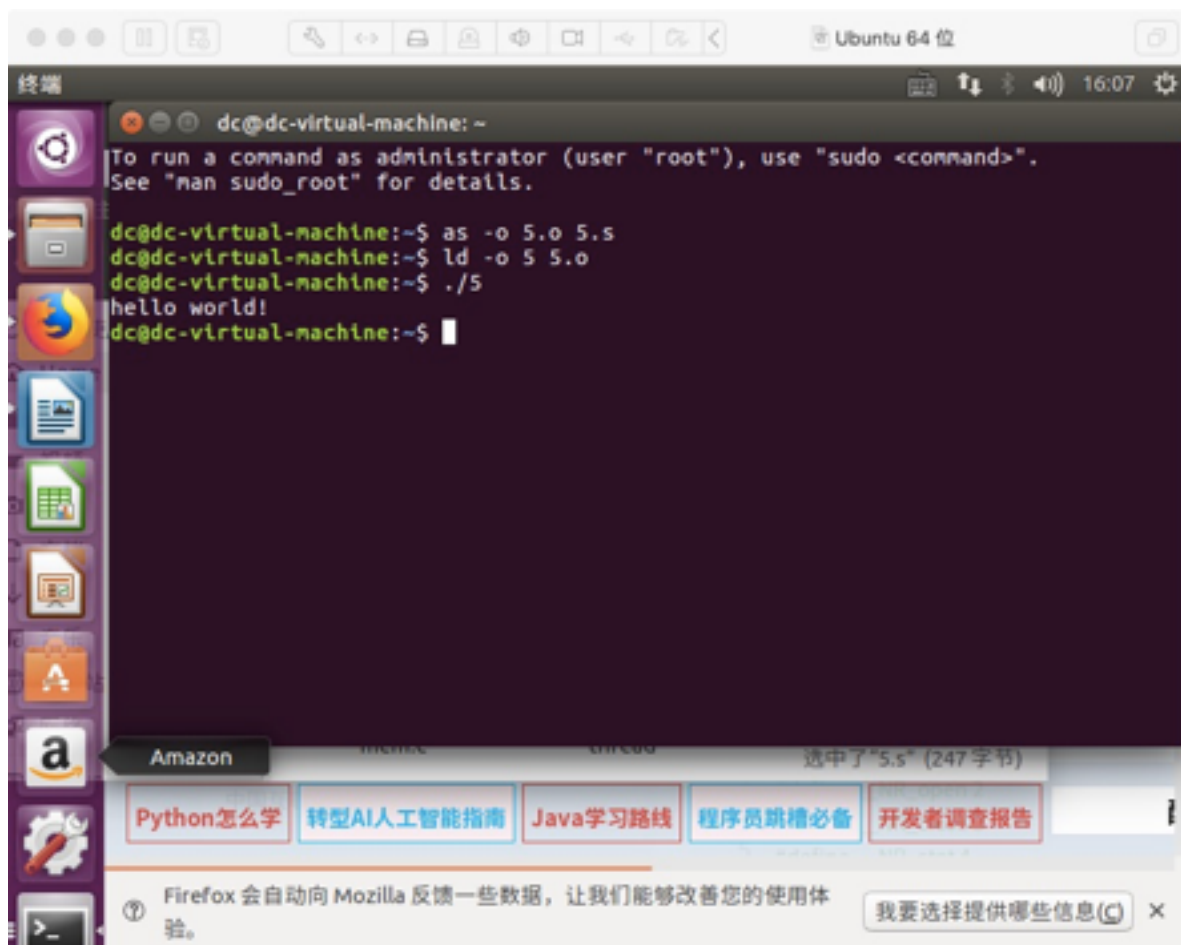 Ubuntu 64 位
终端
16:07
dc@dc-virtual-machine: ~
To run a command as administrator (user "root"), use "sudo <command>".
See "man sudo_root" for details.
dc@dc-virtual-machine:~$ as -o 5.o 5.s
dc@dc-virtual-machine:~$ ld -o 5 5.o
dc@dc-virtual-machine:~$ ./5
hello world!
dc@dc-virtual-machine:~$
Amazon
选中了"5.s" (247 字节)
Python怎么学 转型AI人工智能指南 Java学习路线 程序员跳槽必备 开发者调查报告
Firefox 会自动向 Mozilla 反馈一些数据，让我们能够改善您的使用体
验。
我要选择提供哪些信息(C)